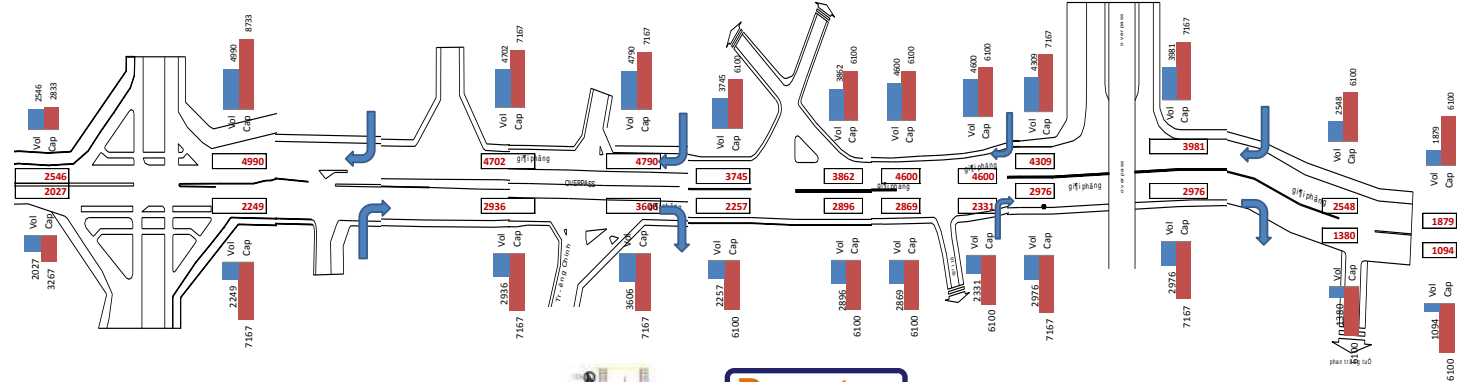 2546 2833
Vol Cap
4990 8733
Vol Cap
4702 7167
Vol Cap
4790 7167
Vol Cap
3745 6100
Vol Cap
3862 6100
Vol Cap
4600 6100
Vol Cap
4600 6100
Vol Cap
4309 7167
Vol Cap
overpass
3981 7167
Vol Cap
2548 6100
Vol Cap
1879 6100
Vol Cap
4990
4702
4790
3981
2546
3745
3862
4600
4600
4309
OVERPASS
overpass
2027
2976
2976
2249
2936
3606
2257
2896
2869
2331
2548
1879
1380
1094
Vol Cap
2027 3267
Vol Cap
2249 7167
Vol Cap
2936 7167
Vol Cap
3606 7167
Vol Cap
2257 6100
Vol Cap
2896 6100
Vol Cap
2869 6100
Vol Cap
2331 6100
Vol Cap
2976 7167
Vol Cap
2976 7167
Vol Cap
1380 6100
Vol Cap
1094 6100